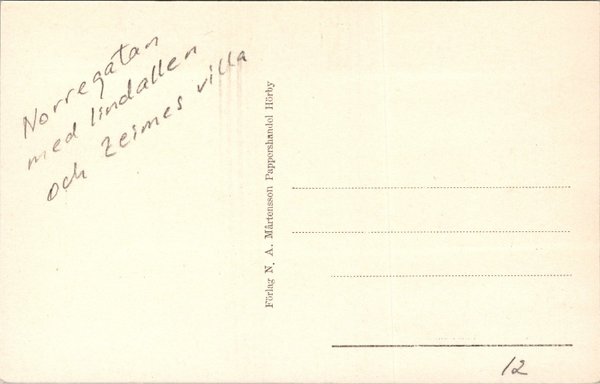 Norregatan
med lindallen
och Zeimes villa
Förlag N. A. Mårtensson Pappershandel Hörby
12